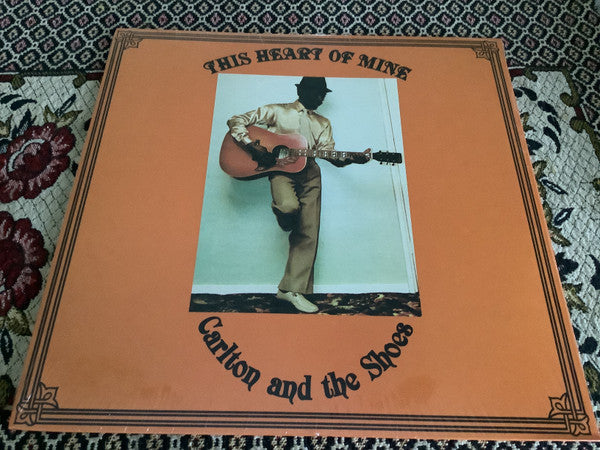 THIS HEART OF MINE
Carlton and the Shoes